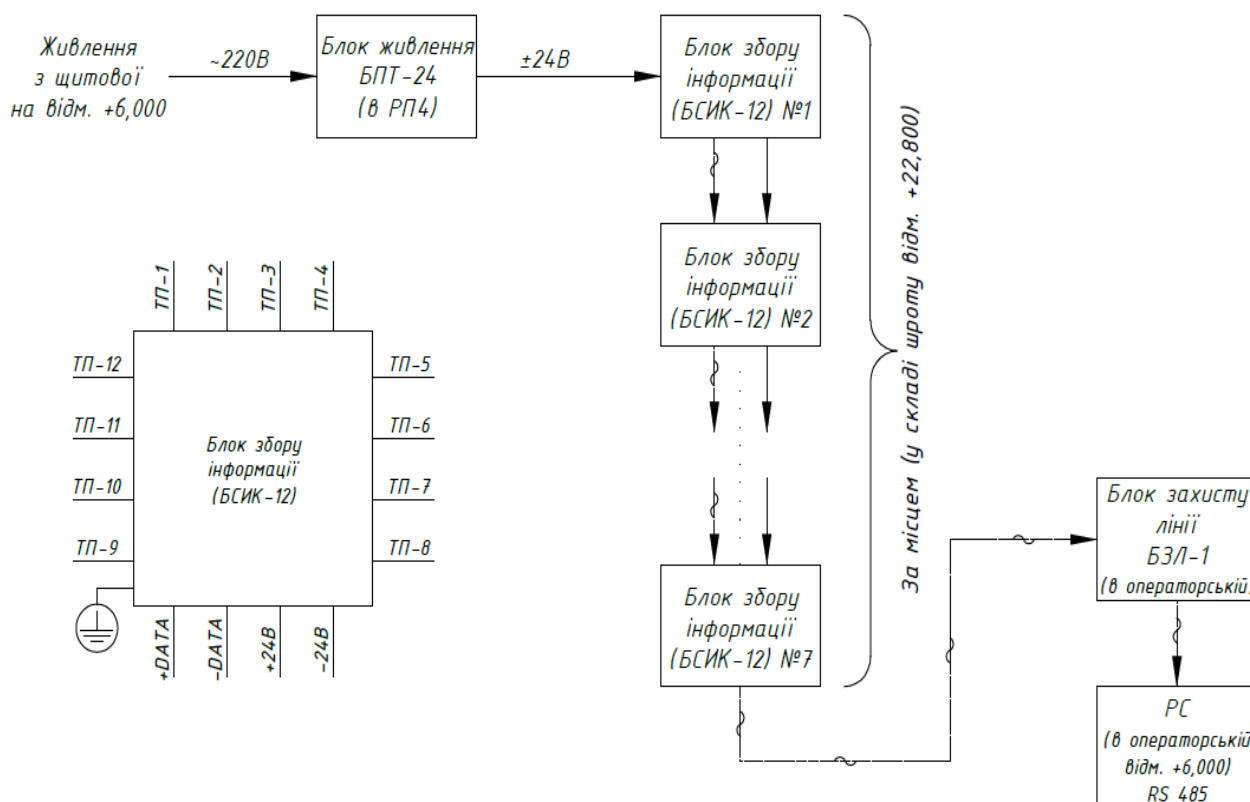 Живлення
з щитової
на відм. +6,000
~220В
Блок живлення
БПТ-24
(в РП4)
±24В
Блок збору
інформації
(БСИК-12) №1
Блок збору
інформації
(БСИК-12) №2
Блок збору
інформації
(БСИК-12) №7
За місцем (у складі шроту відм. +22,800)
Блок захисту
лінії
БЗЛ-1
(в операторській)
РС
(в операторській
відм. +6,000)
RS 485
ТП-1
ТП-2
ТП-3
ТП-4
ТП-12
ТП-11
ТП-10
ТП-9
Блок збору
інформації
(БСИК-12)
ТП-5
ТП-6
ТП-7
ТП-8
+DATA
-DATA
+24В
-24В